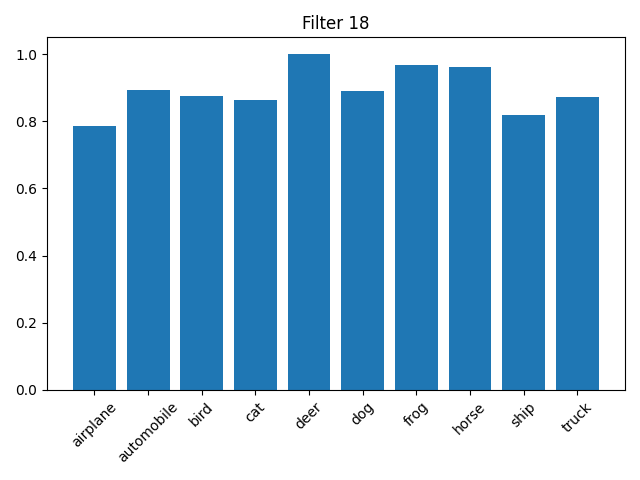 Filter 18
1.0
0.8
0.6
0.4
0.2
0.0
airplane
automobile
bird
cat
deer
dog
frog
horse
ship
truck